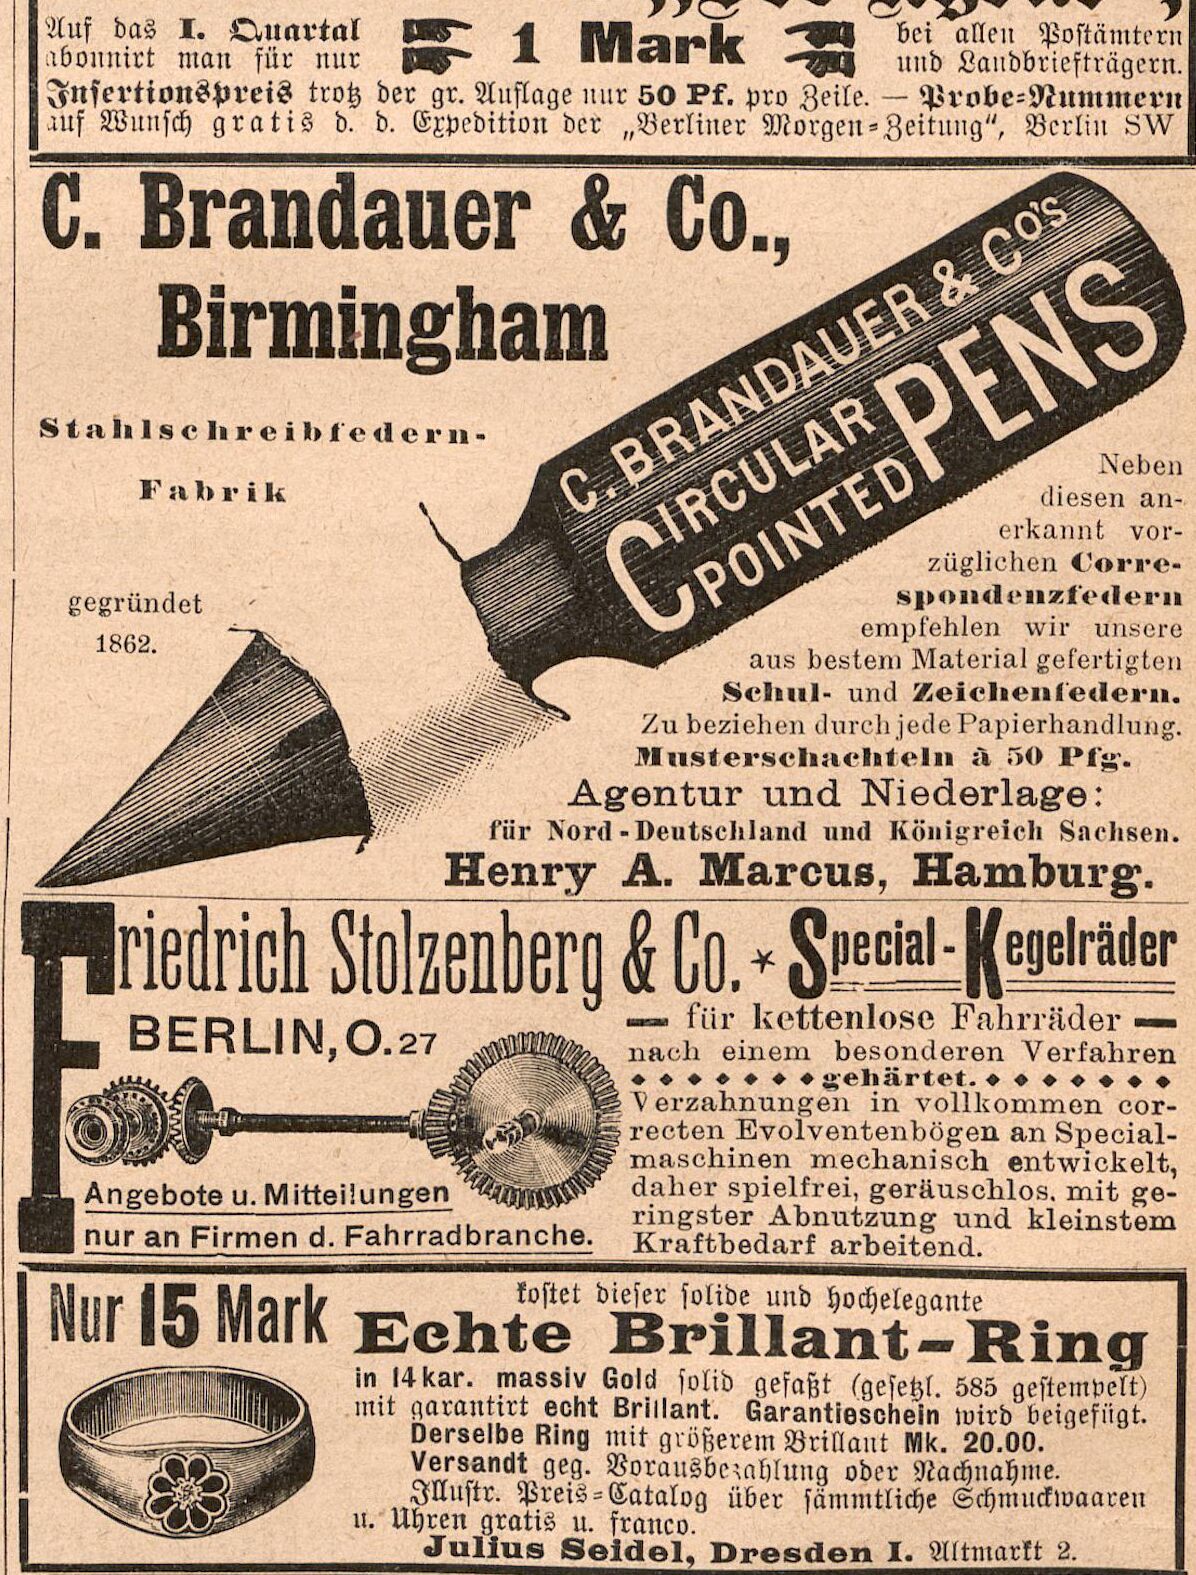 Auf das I. Quartal
abonnirt man für nur
1 Mark
bei allen Postämtern
und Landbriefträgern.
Insertionspreis trotz der gr. Auflage nur 50 Pf. pro Zeile. — Probe-Nummern
auf Wunsch gratis d. d. Expedition der „Berliner Morgen-Zeitung“, Berlin SW
C. Brandauer & Co.,
Birmingham
Stahlschreibfedern-
Fabrik
gegründet
1862.
C. BRANDAUER & CO'S
CIRCULAR
POINTED
PENS
Neben
diesen an-
erkannt vor-
züglichen Corre-
spondenzfedern
empfehlen wir unsere
aus bestem Material gefertigten
Schul- und Zeichenfedern.
Zu beziehen durch jede Papierhandlung.
Musterschachteln à 50 Pfg.
Agentur und Niederlage:
für Nord-Deutschland und Königreich Sachsen.
Henry A. Marcus, Hamburg.
Friedrich Stolzenberg & Co. * Special-Kegelräder
BERLIN, O. 27
Angebote u. Mitteilungen
nur an Firmen d. Fahrradbranche.
— für kettenlose Fahrräder —
nach einem besonderen Verfahren
gehärtet.
Verzahnungen in vollkommen cor-
recten Evolventenbögen an Special-
maschinen mechanisch entwickelt,
daher spielfrei, geräuschlos, mit ge-
ringster Abnutzung und kleinstem
Kraftbedarf arbeitend.
Nur 15 Mark
kostet dieser solide und hochelegante
Echte Brillant-Ring
in 14 kar. massiv Gold solid gefaßt (gesetzl. 585 gestempelt)
mit garantirt echt Brillant. Garantieschein wird beigefügt.
Derselbe Ring mit größerem Brillant Mk. 20.00.
Versandt geg. Vorausbezahlung oder Nachnahme.
Illustr. Preis-Catalog über sämmtliche Schmuckwaaren
u. Uhren gratis u. franco.
Julius Seidel, Dresden I. Altmarkt 2.